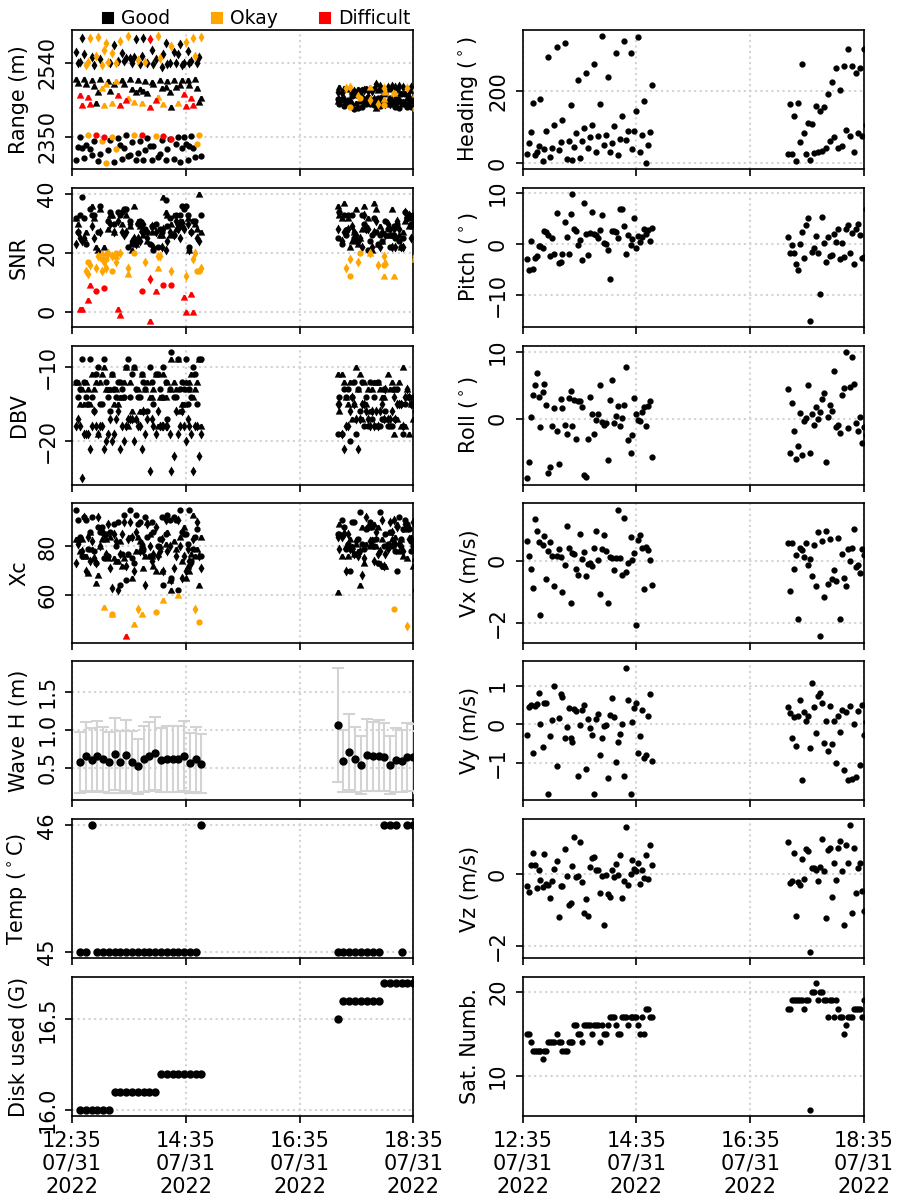 Good Okay Difficult
Range (m) 2540 2350
Heading (°) 200 0
SNR 40 20 0
Pitch (°) 10 0 −10
DBV −10 −20
Roll (°) 10 0
Xc 80 60
Vx (m/s) 0 −2
Wave H (m) 1.5 1.0 0.5
Vy (m/s) 1 0 −1
Temp (°C) 46 45
Vz (m/s) 0 −2
Disk used (G) 16.5 16.0
Sat. Numb. 20 10
12:35 14:35 16:35 18:35 12:35 14:35 16:35 18:35
07/31 07/31 07/31 07/31 07/31 07/31 07/31 07/31
2022 2022 2022 2022 2022 2022 2022 2022